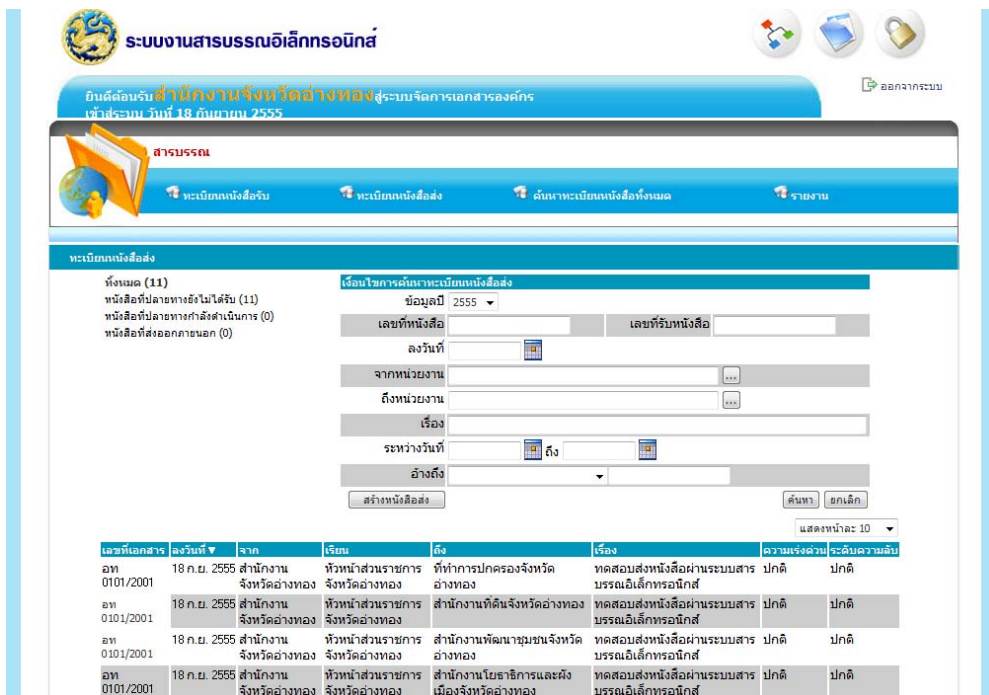 ระบบงานสารบรรณอิเล็กทรอนิกส์
ยินดีต้อนรับสำนักงานจังหวัดอ่างทองสู่ระบบจัดการเอกสารองค์กร
เข้าสู่ระบบ วันที่ 18 กันยายน 2555
ออกจากระบบ
สารบรรณ
ทะเบียนหนังสือรับ ทะเบียนหนังสือส่ง ค้นหาทะเบียนหนังสือทั้งหมด รายงาน
ทะเบียนหนังสือส่ง
ทั้งหมด (11)
หนังสือที่ปลายทางยังไม่ได้รับ (11)
หนังสือที่ปลายทางกำลังดำเนินการ (0)
หนังสือที่ส่งออกภายนอก (0)
เงื่อนไขการค้นหาทะเบียนหนังสือส่ง
ข้อมูลปี 2555
เลขที่หนังสือ เลขที่รับหนังสือ
ลงวันที่
จากหน่วยงาน ...
ถึงหน่วยงาน ...
เรื่อง
ระหว่างวันที่ ถึง
อ้างถึง
สร้างหนังสือส่ง ค้นหา ยกเลิก
แสดงหน้าละ 10
เลขที่เอกสาร ลงวันที่▼ จาก เรียน ถึง เรื่อง ความเร่งด่วน ระดับความลับ
อท 18 ก.ย. 2555 สำนักงาน หัวหน้าส่วนราชการ ที่ทำการปกครองจังหวัด ทดสอบส่งหนังสือผ่านระบบสาร ปกติ ปกติ
0101/2001 จังหวัดอ่างทอง จังหวัดอ่างทอง อ่างทอง บรรณอิเล็กทรอนิกส์
อท 18 ก.ย. 2555 สำนักงาน หัวหน้าส่วนราชการ สำนักงานที่ดินจังหวัดอ่างทอง ทดสอบส่งหนังสือผ่านระบบสาร ปกติ ปกติ
0101/2001 จังหวัดอ่างทอง จังหวัดอ่างทอง บรรณอิเล็กทรอนิกส์
อท 18 ก.ย. 2555 สำนักงาน หัวหน้าส่วนราชการ สำนักงานพัฒนาชุมชนจังหวัด ทดสอบส่งหนังสือผ่านระบบสาร ปกติ ปกติ
0101/2001 จังหวัดอ่างทอง จังหวัดอ่างทอง อ่างทอง บรรณอิเล็กทรอนิกส์
อท 18 ก.ย. 2555 สำนักงาน หัวหน้าส่วนราชการ สำนักงานโยธาธิการและผัง ทดสอบส่งหนังสือผ่านระบบสาร ปกติ ปกติ
0101/2001 จังหวัดอ่างทอง จังหวัดอ่างทอง เมืองจังหวัดอ่างทอง บรรณอิเล็กทรอนิกส์